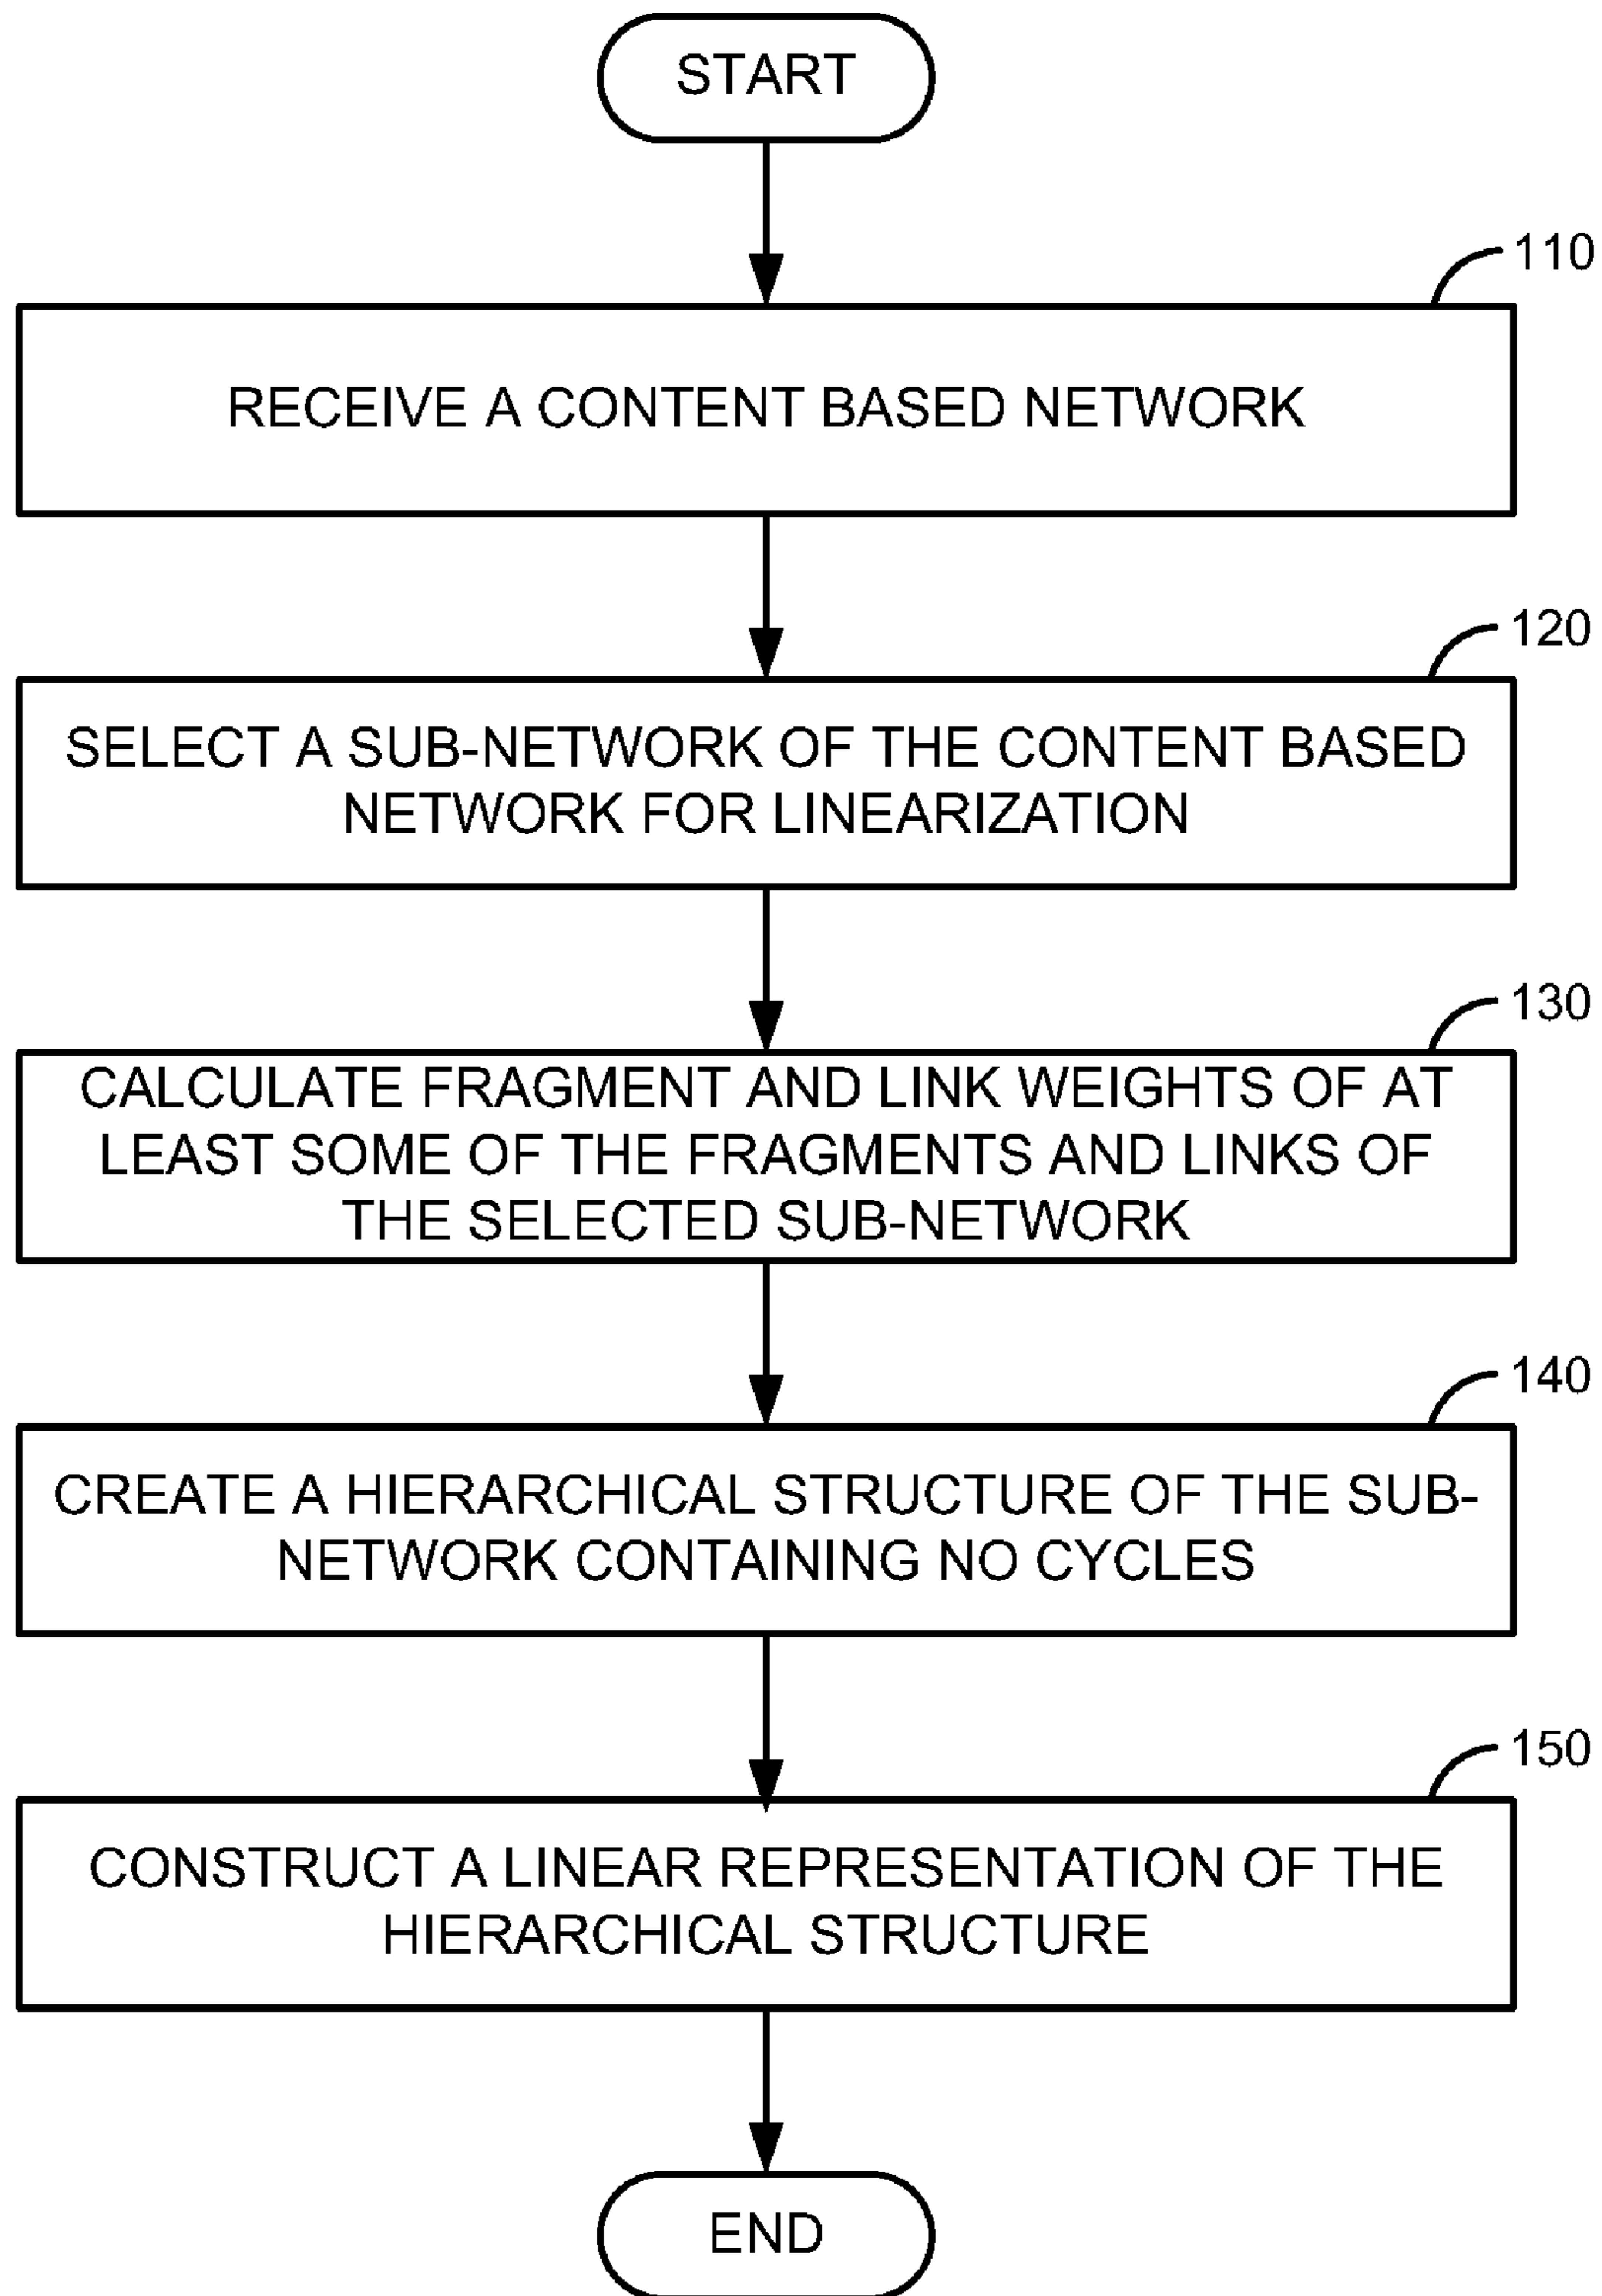 START
110
RECEIVE A CONTENT BASED NETWORK
120
SELECT A SUB-NETWORK OF THE CONTENT BASED
NETWORK FOR LINEARIZATION
130
CALCULATE FRAGMENT AND LINK WEIGHTS OF AT
LEAST SOME OF THE FRAGMENTS AND LINKS OF
THE SELECTED SUB-NETWORK
140
CREATE A HIERARCHICAL STRUCTURE OF THE SUB-
NETWORK CONTAINING NO CYCLES
150
CONSTRUCT A LINEAR REPRESENTATION OF THE
HIERARCHICAL STRUCTURE
END